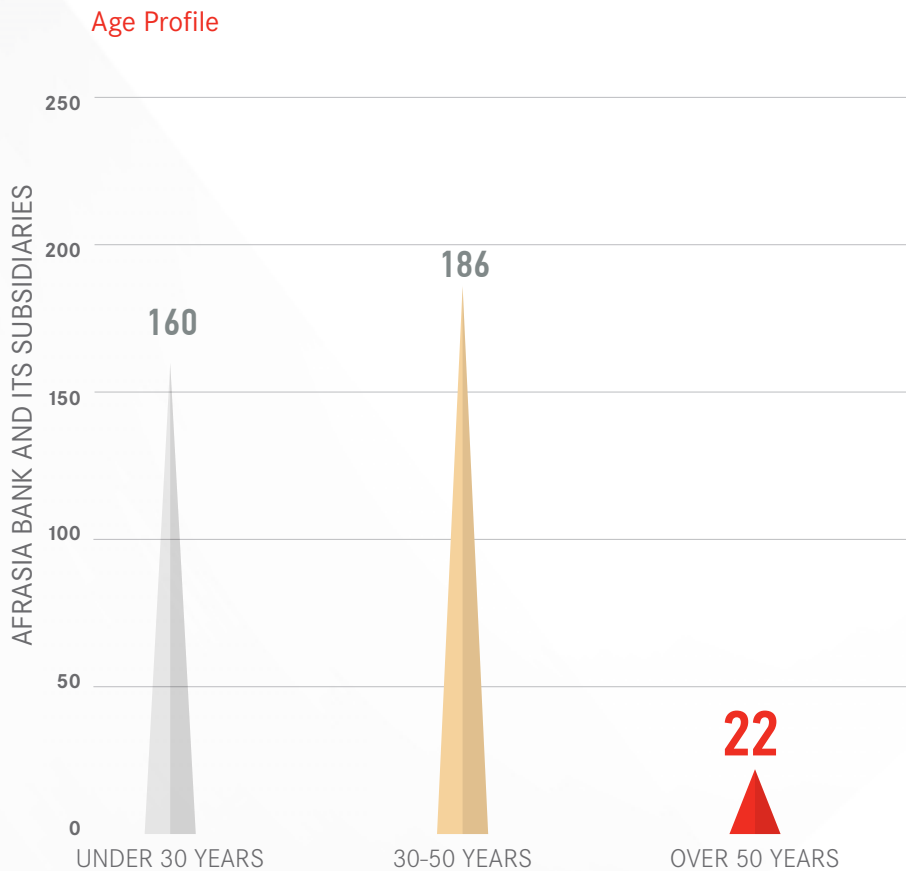 Age Profile
AFRASIA BANK AND ITS SUBSIDIARIES
250
200
150
100
50
0
160
186
22
UNDER 30 YEARS
30-50 YEARS
OVER 50 YEARS